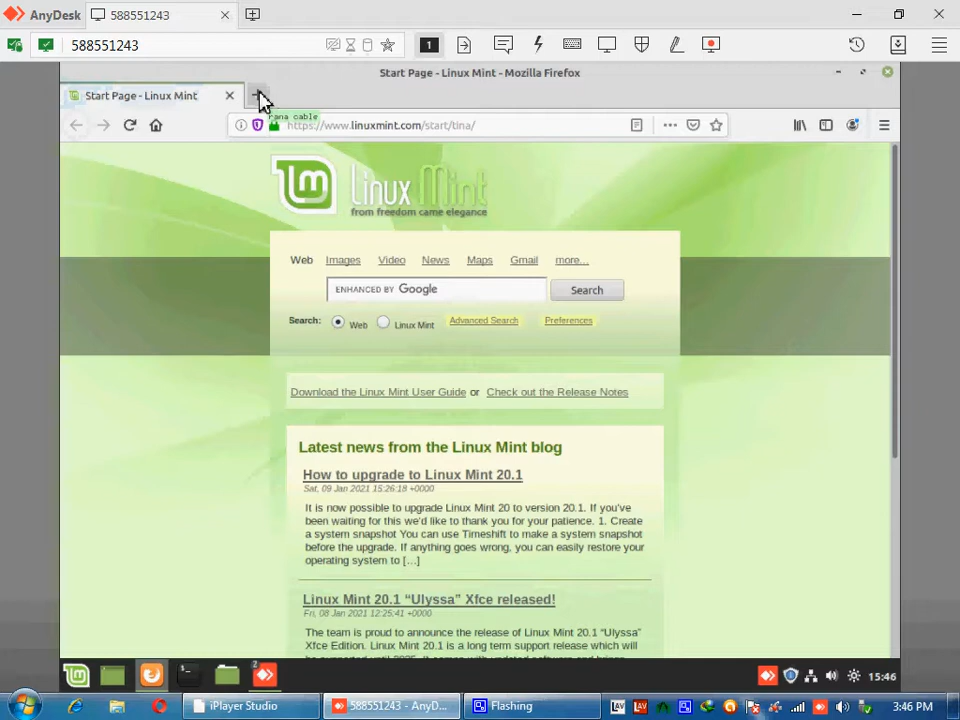 AnyDesk
588551243
588551243
1
Start Page - Linux Mint - Mozilla Firefox
Start Page - Linux Mint
rana cable
https://www.linuxmint.com/start/tina/
Linux Mint
from freedom came elegance
Web Images Video News Maps Gmail more...
ENHANCED BY Google
Search
Search: Web Linux Mint Advanced Search Preferences
Download the Linux Mint User Guide or Check out the Release Notes
Latest news from the Linux Mint blog
How to upgrade to Linux Mint 20.1
Sat, 09 Jan 2021 15:26:18 +0000
It is now possible to upgrade Linux Mint 20 to version 20.1. If you've
been waiting for this we'd like to thank you for your patience. 1. Create
a system snapshot You can use Timeshift to make a system snapshot
before the upgrade. If anything goes wrong, you can easily restore your
operating system to […]
Linux Mint 20.1 “Ulyssa” Xfce released!
Fri, 08 Jan 2021 12:25:41 +0000
The team is proud to announce the release of Linux Mint 20.1 “Ulyssa”
Xfce Edition. Linux Mint 20.1 is a long term support release which will
2
15:46
iPlayer Studio
588551243 - AnyD...
Flashing
LAV
LAV
3:46 PM